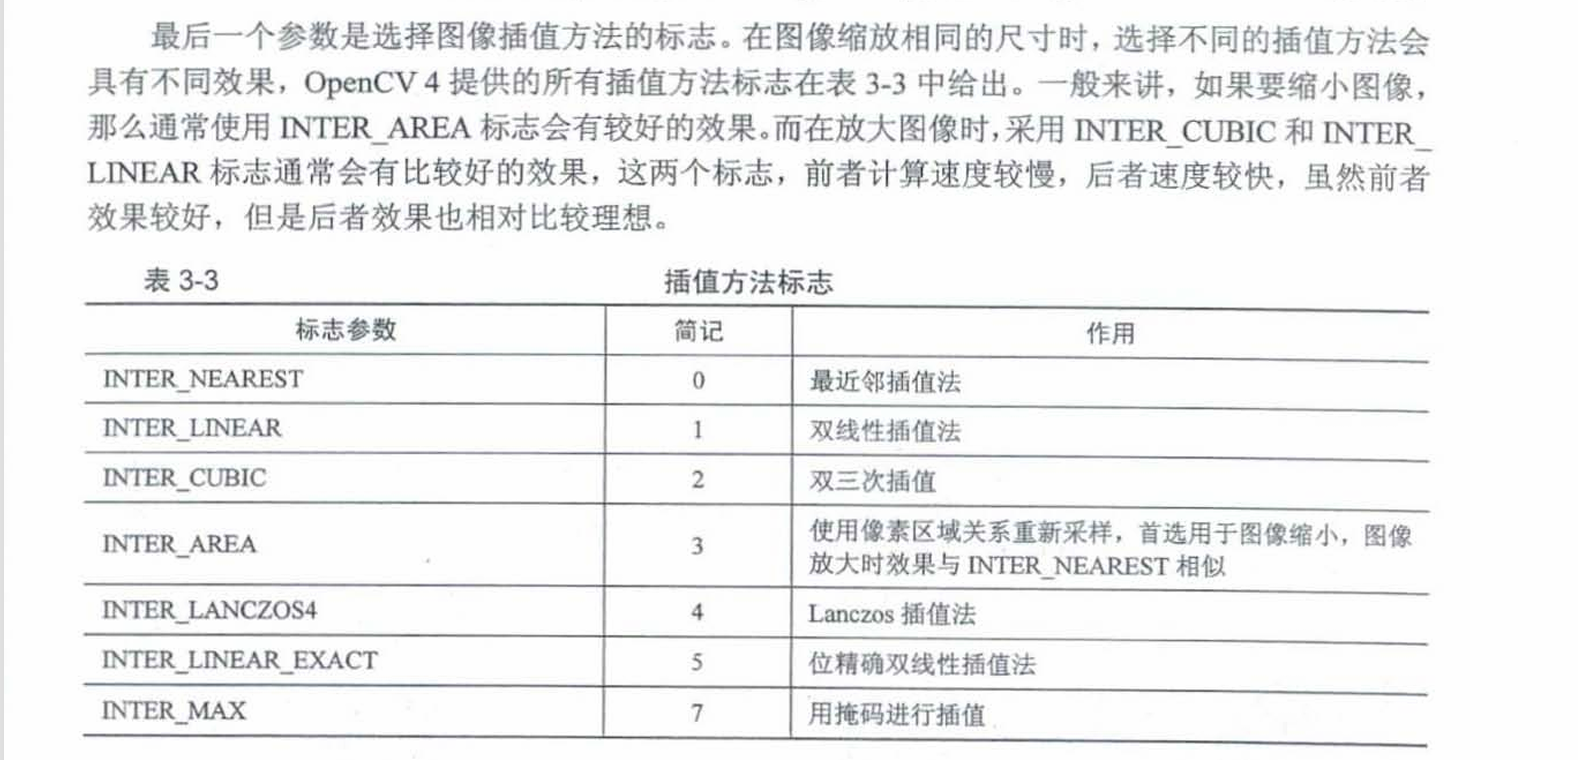 最后一个参数是选择图像插值方法的标志。在图像缩放相同的尺寸时，选择不同的插值方法会
具有不同效果，OpenCV 4 提供的所有插值方法标志在表 3-3 中给出。一般来讲，如果要缩小图像，
那么通常使用 INTER_AREA 标志会有较好的效果。而在放大图像时，采用 INTER_CUBIC 和 INTER_
LINEAR 标志通常会有比较好的效果，这两个标志，前者计算速度较慢，后者速度较快，虽然前者
效果较好，但是后者效果也相对比较理想。
表 3-3 插值方法标志
标志参数 简记 作用
INTER_NEAREST 0 最近邻插值法
INTER_LINEAR 1 双线性插值法
INTER_CUBIC 2 双三次插值
INTER_AREA 3 使用像素区域关系重新采样，首选用于图像缩小，图像
放大时效果与 INTER_NEAREST 相似
INTER_LANCZOS4 4 Lanczos 插值法
INTER_LINEAR_EXACT 5 位精确双线性插值法
INTER_MAX 7 用掩码进行插值